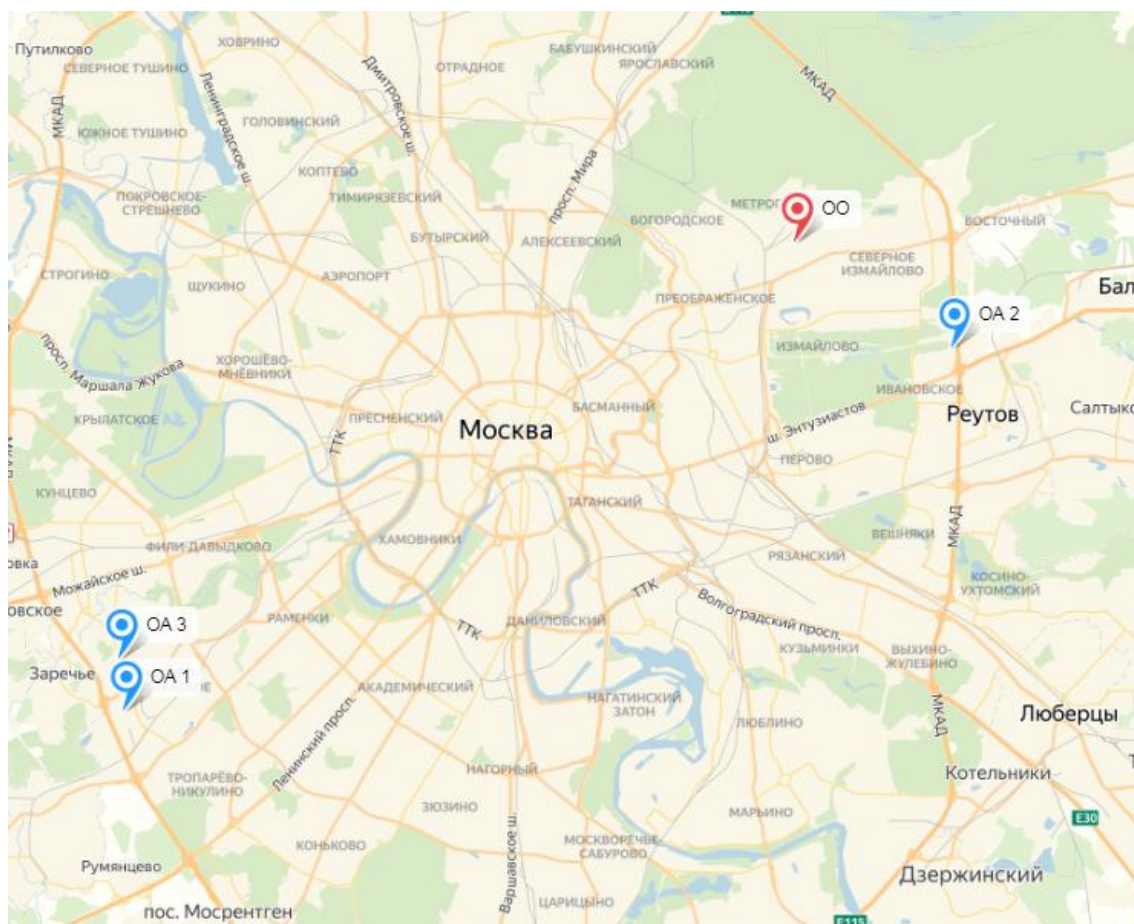 Путилково
ХОВРИНО
ОТРАДНОЕ
БАБУШКИНСКИЙ
ЯРОСЛАВСКИЙ
СЕВЕРНОЕ ТУШИНО
МКАД
Ленинградское ш.
Дмитровское ш.
МКАД
ЮЖНОЕ ТУШИНО
ГОЛОВИНСКИЙ
КОПТЕВО
просп. Мира
ПОКРОВСКОЕ-
СТРЕШНЕВО
ТИМИРЯЗЕВСКИЙ
БОГОРОДСКОЕ
ОО
ВОСТОЧНЫЙ
БУТЫРСКИЙ
АЛЕКСЕЕВСКИЙ
СЕВЕРНОЕ
ИЗМАЙЛОВО
СТРОГИНО
ЩУКИНО
АЭРОПОРТ
ПРЕОБРАЖЕНСКОЕ
ОА 2
ИЗМАЙЛОВО
просп. Маршала Жукова
ХОРОШЁВО-
МНЁВНИКИ
ИВАНОВСКОЕ
КРЫЛАТСКОЕ
ПРЕСНЕНСКИЙ
БАСМАННЫЙ
Москва
ТТК
ш. Энтузиастов
Реутов
ПЕРОВО
КУНЦЕВО
ТАГАНСКИЙ
ВЕШНЯКИ
МКАД
ФИЛИ-ДАВЫДКОВО
ХАМОВНИКИ
РЯЗАНСКИЙ
Можайское ш.
ТТК
КОСИНО-
УХТОМСКИЙ
ОА 3
РАМЕНКИ
ТТК
ДАНИЛОВСКИЙ
Волгоградский просп.
КУЗЬМИНКИ
ВЫХИНО-
ЖУЛЕБИНО
Заречье
ОА 1
АКАДЕМИЧЕСКИЙ
НАГАТИНСКИЙ
ЗАТОН
МКАД
Люберцы
Ленинский просп.
ЛЮБЛИНО
ТРОПАРЁВО-
НИКУЛИНО
НАГОРНЫЙ
Котельники
ЗЮЗИНО
МАРЬИНО
Е30
Варшавское ш.
КОНЬКОВО
МОСКВОРЕЧЬЕ-
САБУРОВО
Румянцево
Дзержинский
пос. Мосрентген
ЦАРИЦЫНО
Е115